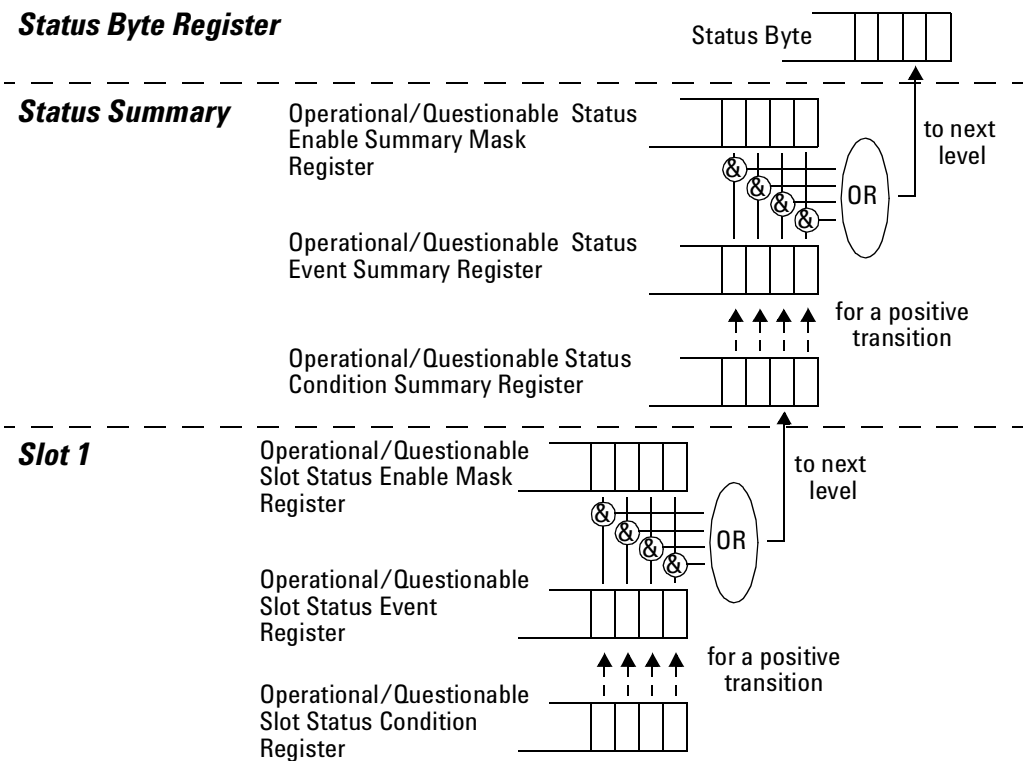 Status Byte Register
Status Byte
Status Summary
Operational/Questionable Status
Enable Summary Mask
Register
&
&
&
&
OR
to next
level
Operational/Questionable Status
Event Summary Register
for a positive
transition
Operational/Questionable Status
Condition Summary Register
Slot 1
Operational/Questionable
Slot Status Enable Mask
Register
&
&
&
&
OR
to next
level
Operational/Questionable
Slot Status Event
Register
for a positive
transition
Operational/Questionable
Slot Status Condition
Register